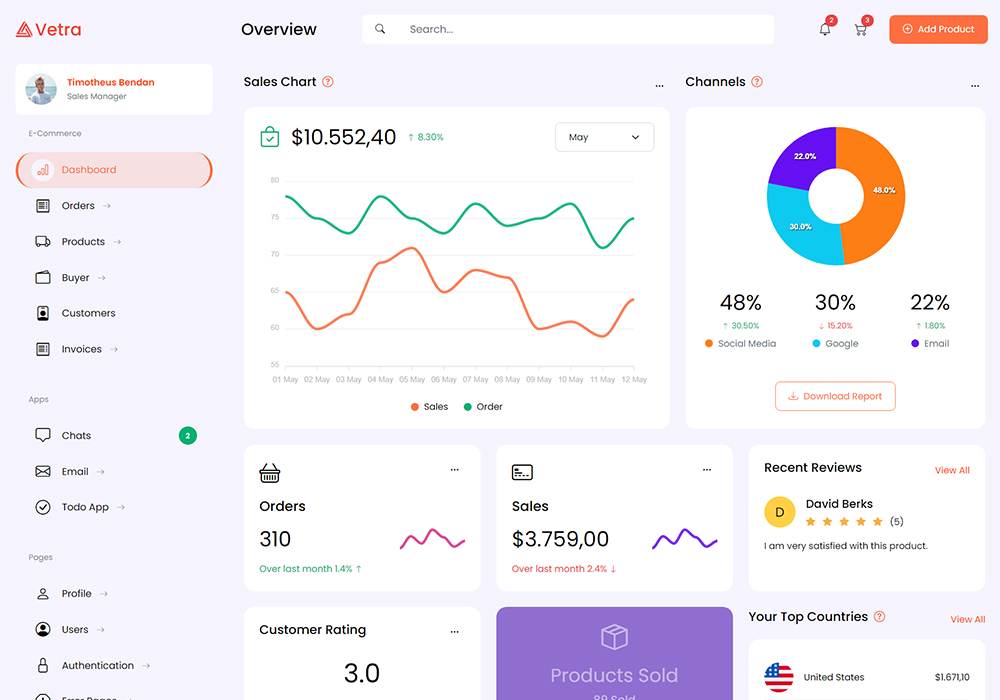 Vetra
Overview
Search...
2
3
Add Product
Timotheus Bendan
Sales Manager
E-Commerce
Dashboard
Orders
Products
Buyer
Customers
Invoices
Apps
Chats
2
Email
Todo App
Pages
Profile
Users
Authentication
Error Pages
Sales Chart ?
...
$10.552,40
↑ 8.30%
May
80
75
70
65
60
55
01 May 02 May 03 May 04 May 05 May 06 May 07 May 08 May 09 May 10 May 11 May 12 May
Sales Order
Channels ?
...
22.0%
48.0%
30.0%
48% 30% 22%
↑ 30.50% ↓ 15.20% ↑ 1.80%
Social Media Google Email
Download Report
...
Orders
310
Over last month 1.4% ↑
...
Sales
$3.759,00
Over last month 2.4% ↓
Recent Reviews
View All
D
David Berks
(5)
I am very satisfied with this product.
Customer Rating
...
3.0
Products Sold
89 Sold
Your Top Countries ?
View All
United States
$1.671,10